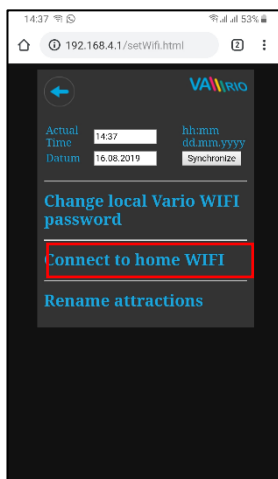 14:37 53%
192.168.4.1/setWifi.html 2
VARIO
Actual Time 14:37 hh:mm
Datum 16.08.2019 dd.mm.yyyy
Synchronize
Change local Vario WIFI
password
Connect to home WIFI
Rename attractions